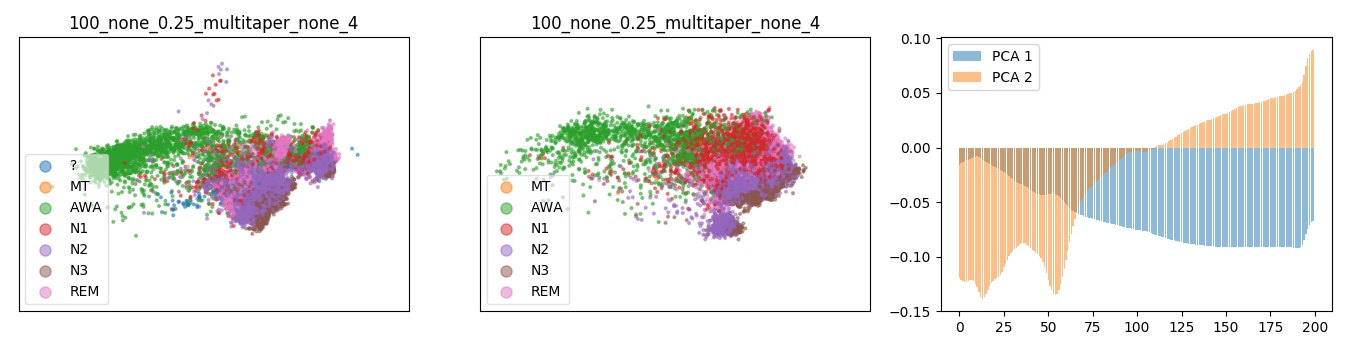 100_none_0.25_multitaper_none_4
?
MT
AWA
N1
N2
N3
REM
100_none_0.25_multitaper_none_4
MT
AWA
N1
N2
N3
REM
PCA 1
PCA 2
0.10
0.05
0.00
−0.05
−0.10
−0.15
0 25 50 75 100 125 150 175 200